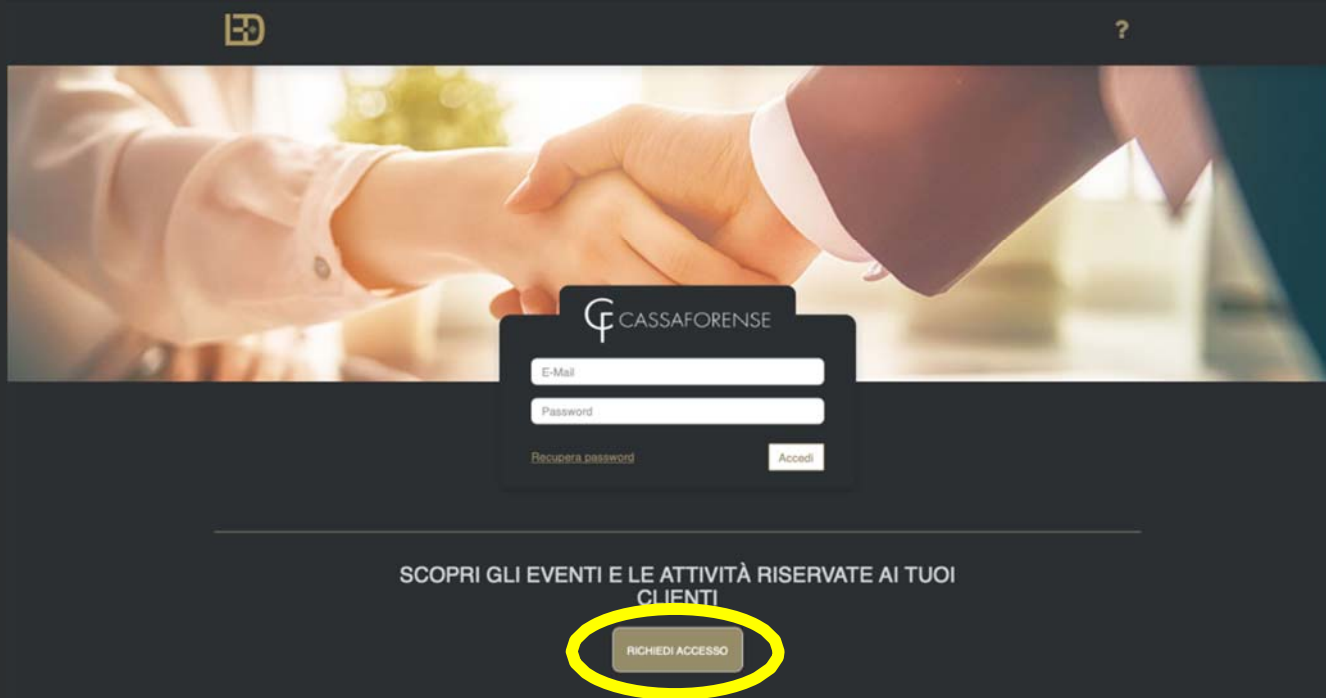 ?
CASSAFORENSE
E-Mail
Password
Recupera password
Accedi
SCOPRI GLI EVENTI E LE ATTIVITÀ RISERVATE AI TUOI
CLIENTI
RICHIEDI ACCESSO